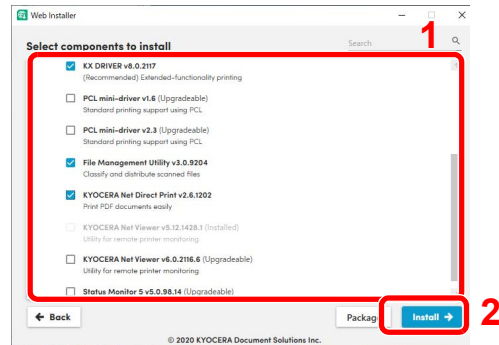 Web Installer
1
Select components to install
Search
KX DRIVER v8.0.2117
(Recommended) Extended-functionality printing
PCL mini-driver v1.6 (Upgradeable)
Standard printing support using PCL
PCL mini-driver v2.3 (Upgradeable)
Standard printing support using PCL
File Management Utility v3.0.9204
Classify and distribute scanned files
KYOCERA Net Direct Print v2.6.1202
Print PDF documents easily
KYOCERA Net Viewer v5.12.1428.1 (Installed)
Utility for remote printer monitoring
KYOCERA Net Viewer v6.0.2116.6 (Upgradeable)
Utility for remote printer monitoring
Status Monitor 5 v5.0.98.14 (Upgradeable)
Back
Packag
Install
2
© 2020 KYOCERA Document Solutions Inc.